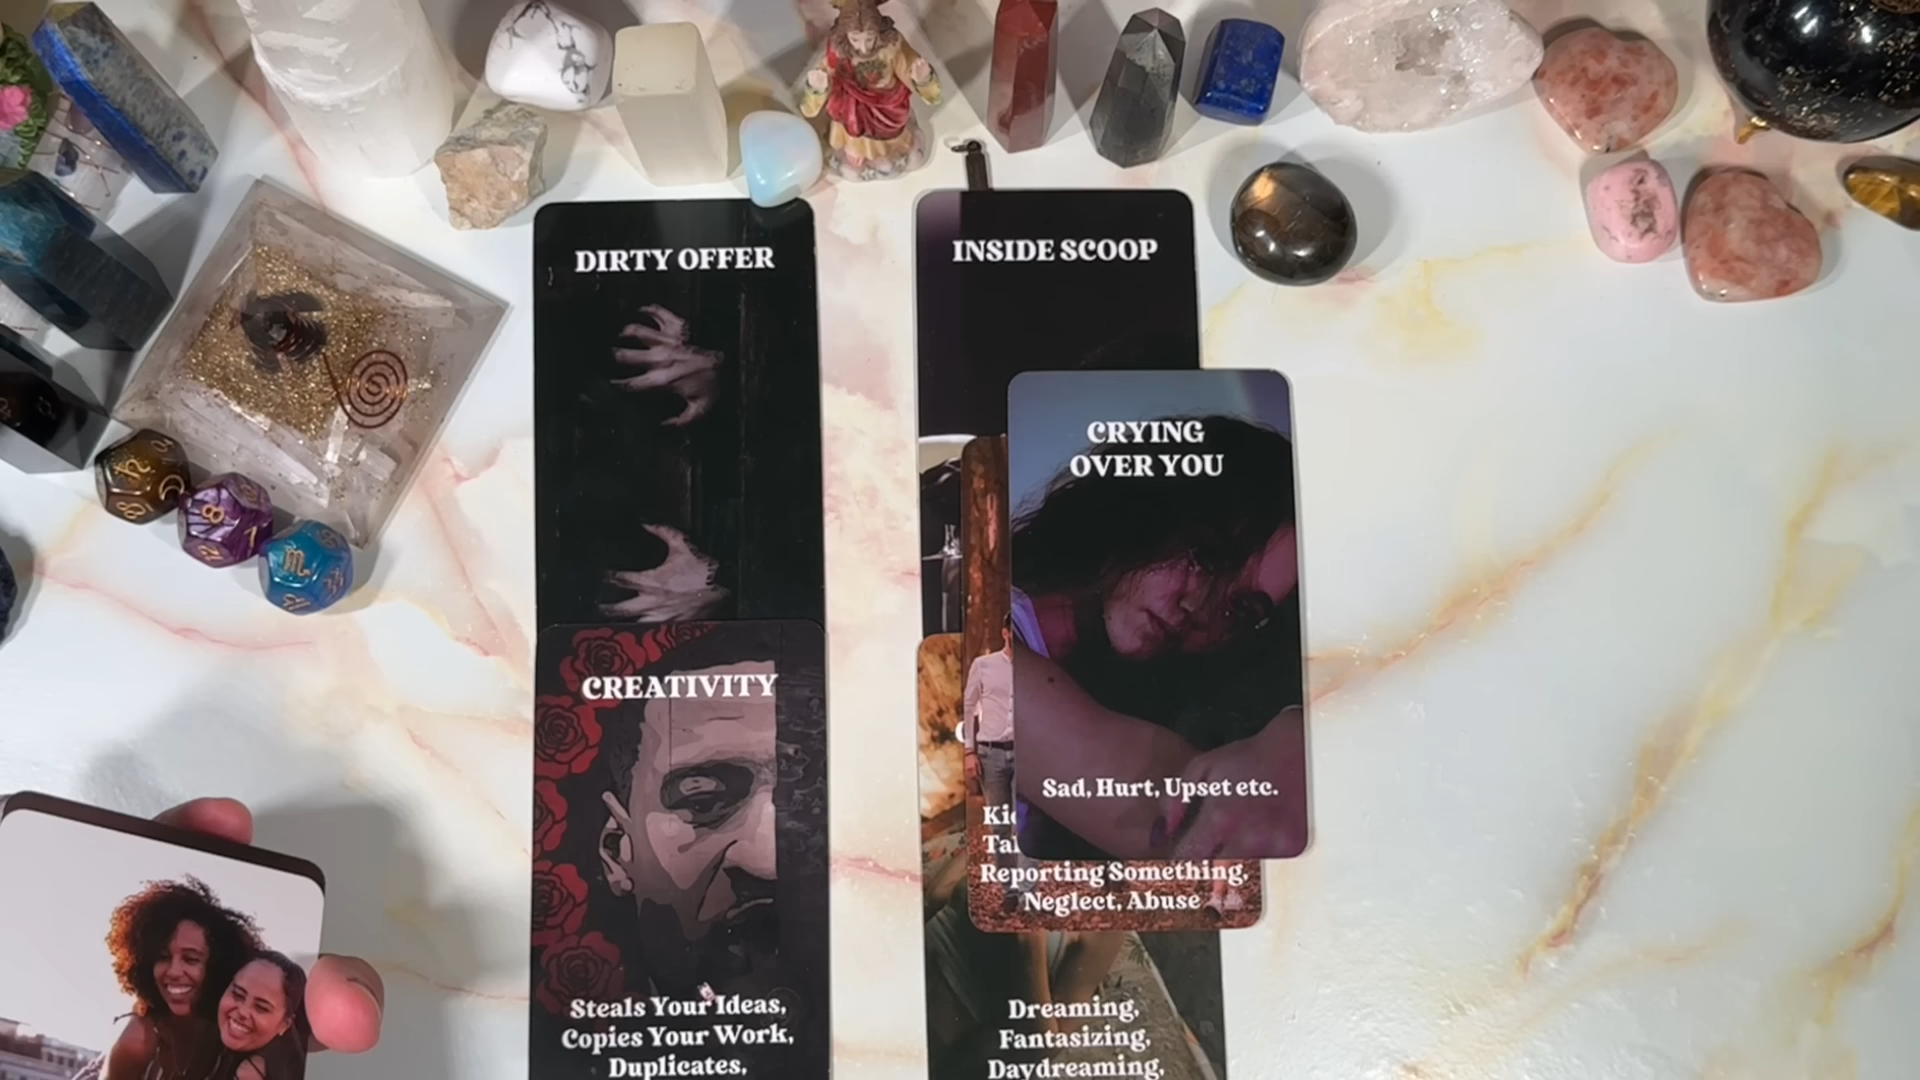 DIRTY OFFER
CREATIVITY
Steals Your Ideas,
Copies Your Work,
Duplicates,
INSIDE SCOOP
CRYING
OVER YOU
Sad, Hurt, Upset etc.
Reporting Something,
Neglect, Abuse
Dreaming,
Fantasizing,
Daydreaming,